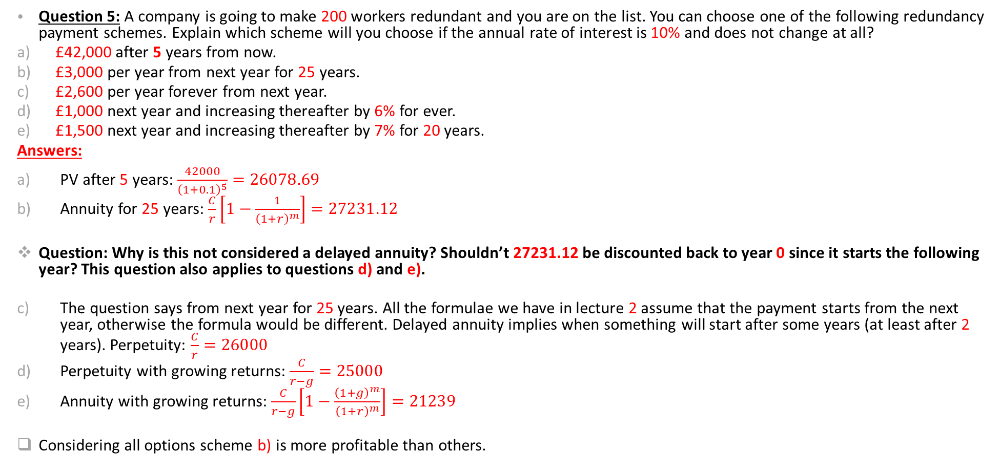 • Question 5: A company is going to make 200 workers redundant and you are on the list. You can choose one of the following redundancy
payment schemes. Explain which scheme will you choose if the annual rate of interest is 10% and does not change at all?
a) £42,000 after 5 years from now.
b) £3,000 per year from next year for 25 years.
c) £2,600 per year forever from next year.
d) £1,000 next year and increasing thereafter by 6% for ever.
e) £1,500 next year and increasing thereafter by 7% for 20 years.
Answers:
a) PV after 5 years: \frac{42000}{(1+0.1)^5} = 26078.69
b) Annuity for 25 years: \frac{C}{r}\left[1 − \frac{1}{(1+r)^m}\right] = 27231.12
❖ Question: Why is this not considered a delayed annuity? Shouldn’t 27231.12 be discounted back to year 0 since it starts the following
year? This question also applies to questions d) and e).
c) The question says from next year for 25 years. All the formulae we have in lecture 2 assume that the payment starts from the next
year, otherwise the formula would be different. Delayed annuity implies when something will start after some years (at least after 2
years). Perpetuity: \frac{C}{r} = 26000
d) Perpetuity with growing returns: \frac{C}{r−g} = 25000
e) Annuity with growing returns: \frac{C}{r−g}\left[1 − \frac{(1+g)^m}{(1+r)^m}\right] = 21239
❑ Considering all options scheme b) is more profitable than others.